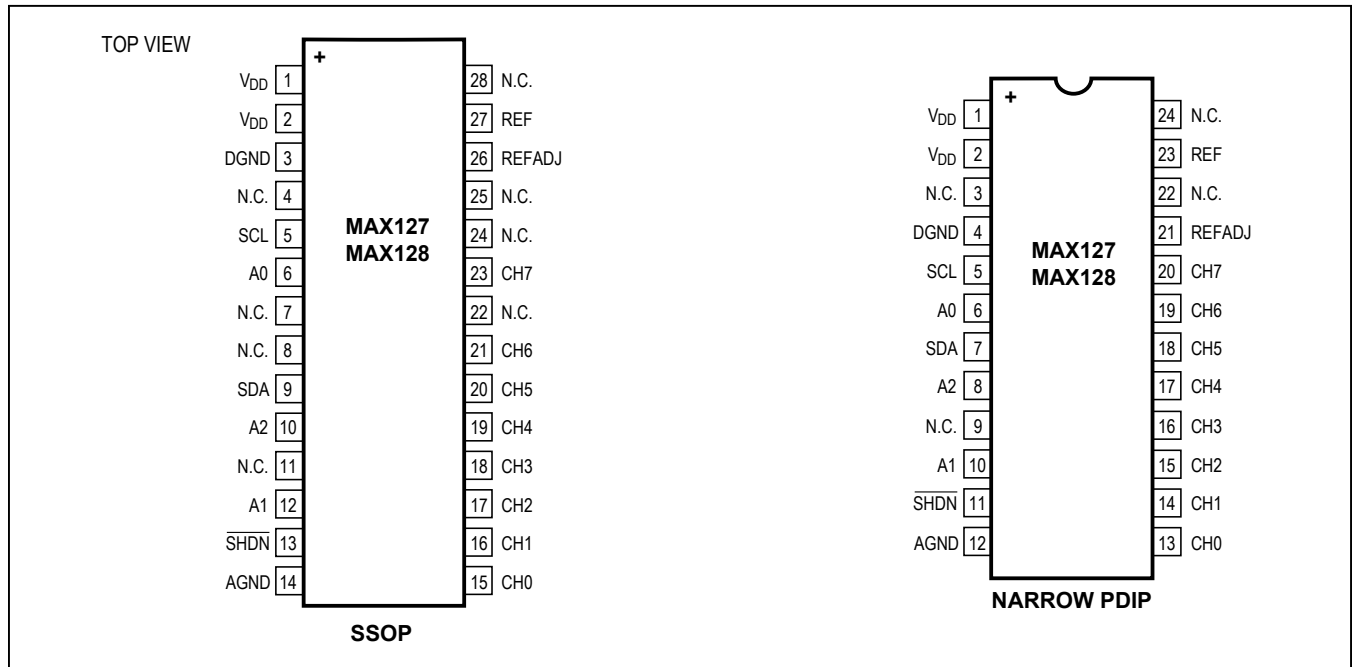 TOP VIEW
+
VDD 1
VDD 2
DGND 3
N.C. 4
SCL 5
A0 6
N.C. 7
N.C. 8
SDA 9
A2 10
N.C. 11
A1 12
SHDN 13
AGND 14
MAX127
MAX128
28 N.C.
27 REF
26 REFADJ
25 N.C.
24 N.C.
23 CH7
22 N.C.
21 CH6
20 CH5
19 CH4
18 CH3
17 CH2
16 CH1
15 CH0
SSOP
+
VDD 1
VDD 2
N.C. 3
DGND 4
SCL 5
A0 6
SDA 7
A2 8
N.C. 9
A1 10
SHDN 11
AGND 12
MAX127
MAX128
24 N.C.
23 REF
22 N.C.
21 REFADJ
20 CH7
19 CH6
18 CH5
17 CH4
16 CH3
15 CH2
14 CH1
13 CH0
NARROW PDIP